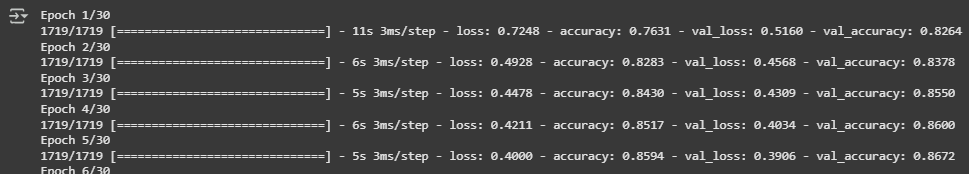 Epoch 1/30
1719/1719 [==============================] - 11s 3ms/step - loss: 0.7248 - accuracy: 0.7631 - val_loss: 0.5160 - val_accuracy: 0.8264
Epoch 2/30
1719/1719 [==============================] - 6s 3ms/step - loss: 0.4928 - accuracy: 0.8283 - val_loss: 0.4568 - val_accuracy: 0.8378
Epoch 3/30
1719/1719 [==============================] - 5s 3ms/step - loss: 0.4478 - accuracy: 0.8430 - val_loss: 0.4309 - val_accuracy: 0.8550
Epoch 4/30
1719/1719 [==============================] - 6s 3ms/step - loss: 0.4211 - accuracy: 0.8517 - val_loss: 0.4034 - val_accuracy: 0.8600
Epoch 5/30
1719/1719 [==============================] - 5s 3ms/step - loss: 0.4000 - accuracy: 0.8594 - val_loss: 0.3906 - val_accuracy: 0.8672
Epoch 6/30